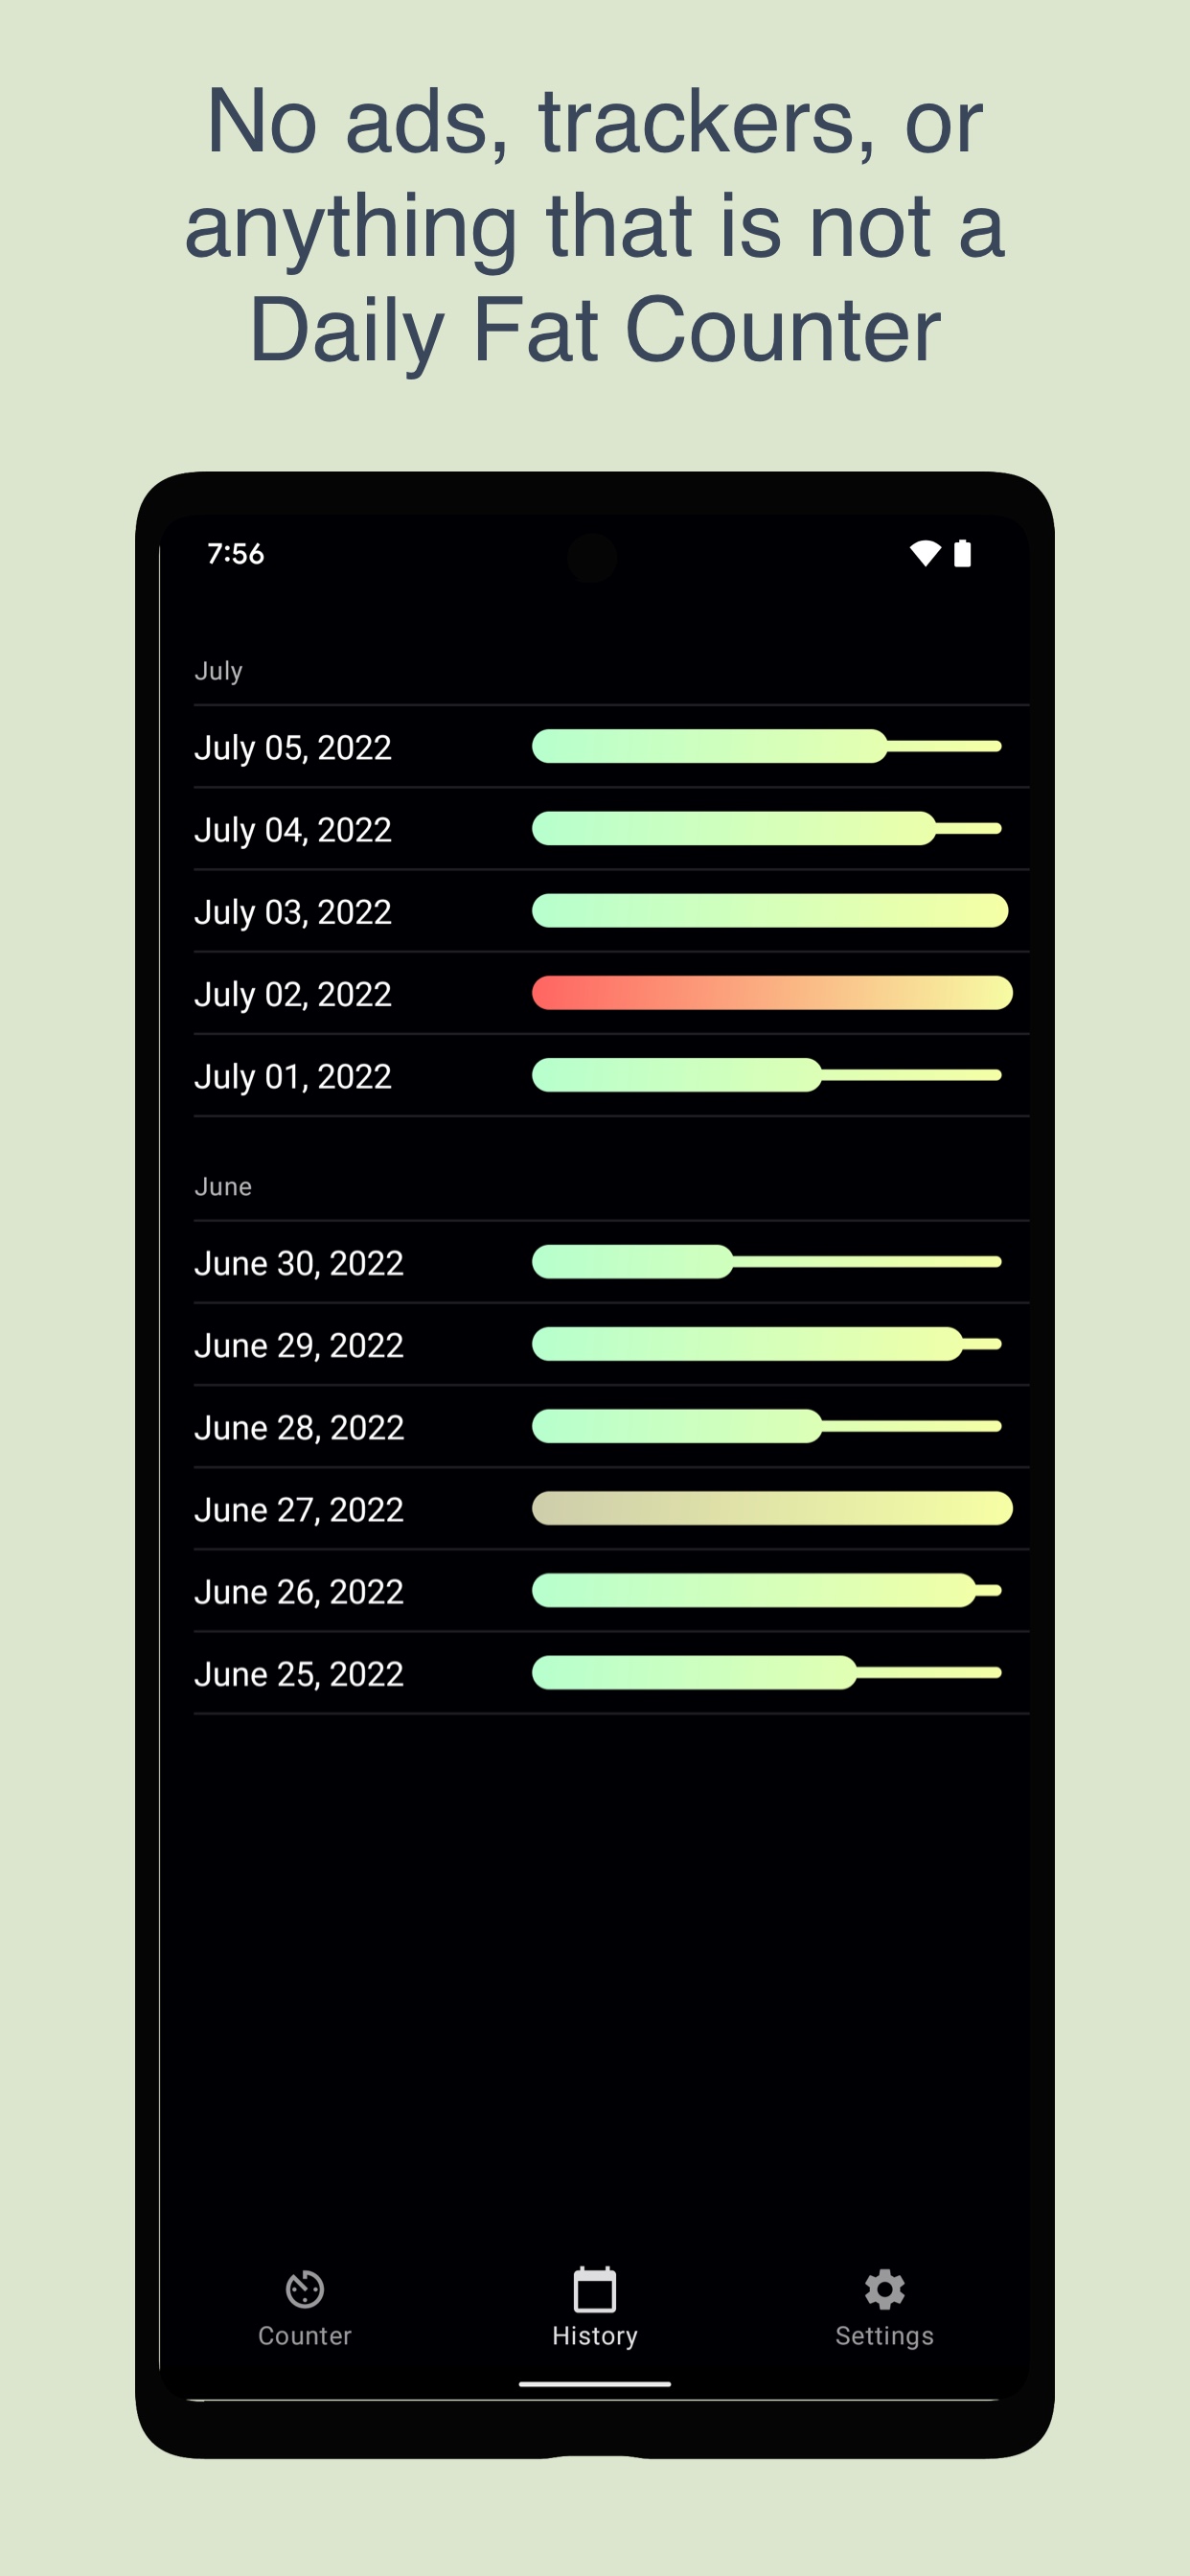 No ads, trackers, or
anything that is not a
Daily Fat Counter
7:56
July
July 05, 2022
July 04, 2022
July 03, 2022
July 02, 2022
July 01, 2022
June
June 30, 2022
June 29, 2022
June 28, 2022
June 27, 2022
June 26, 2022
June 25, 2022
Counter History Settings